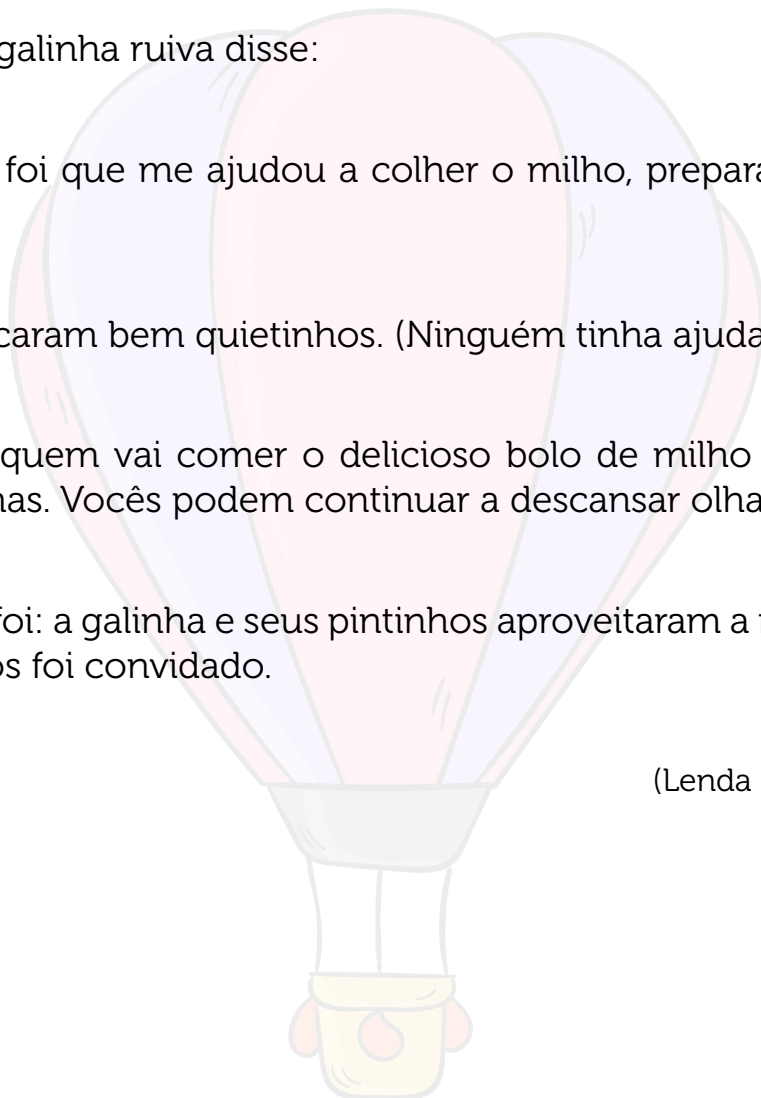 galinha ruiva disse:
foi que me ajudou a colher o milho, prepara
caram bem quietinhos. (Ninguém tinha ajuda
quem vai comer o delicioso bolo de milho
nas. Vocês podem continuar a descansar olha
foi: a galinha e seus pintinhos aproveitaram a
os foi convidado.
(Lenda